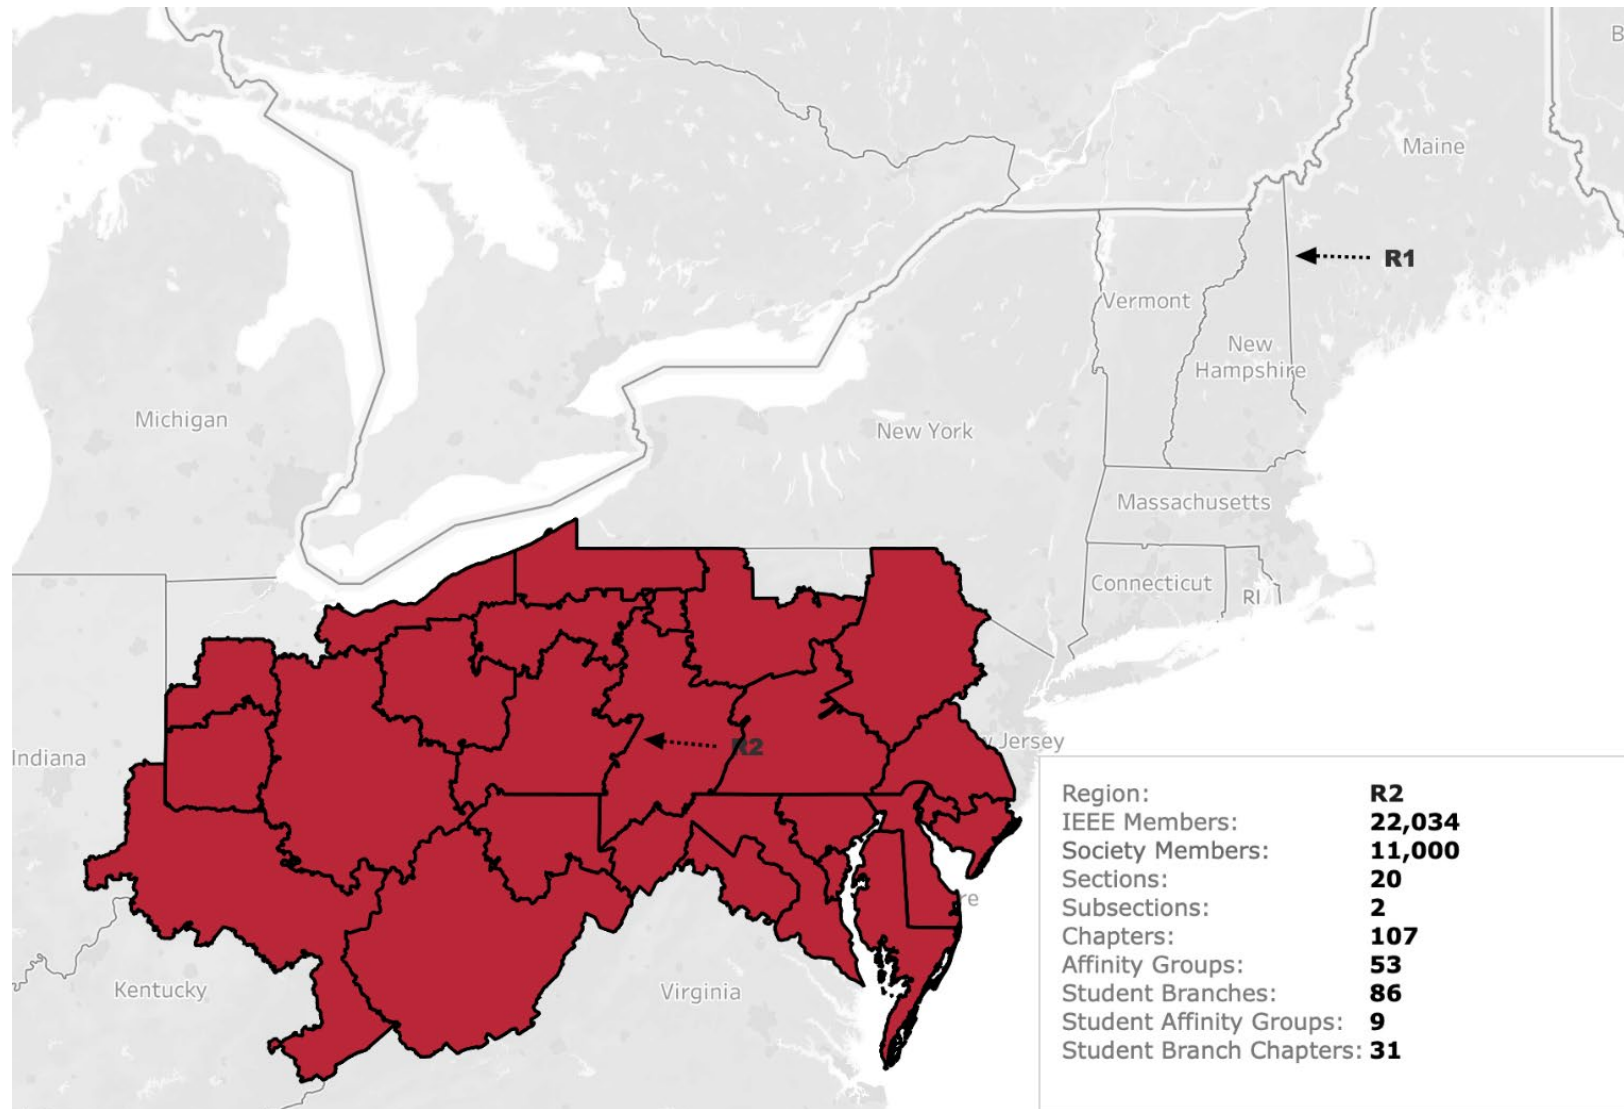 B
Maine
R1
Vermont
New
Hampshire
Michigan
New York
Massachusetts
Connecticut
RI
Indiana
R2
Jersey
Region: R2
IEEE Members: 22,034
Society Members: 11,000
Sections: 20
Subsections: 2
Chapters: 107
Affinity Groups: 53
Student Branches: 86
Student Affinity Groups: 9
Student Branch Chapters: 31
re
Kentucky
Virginia